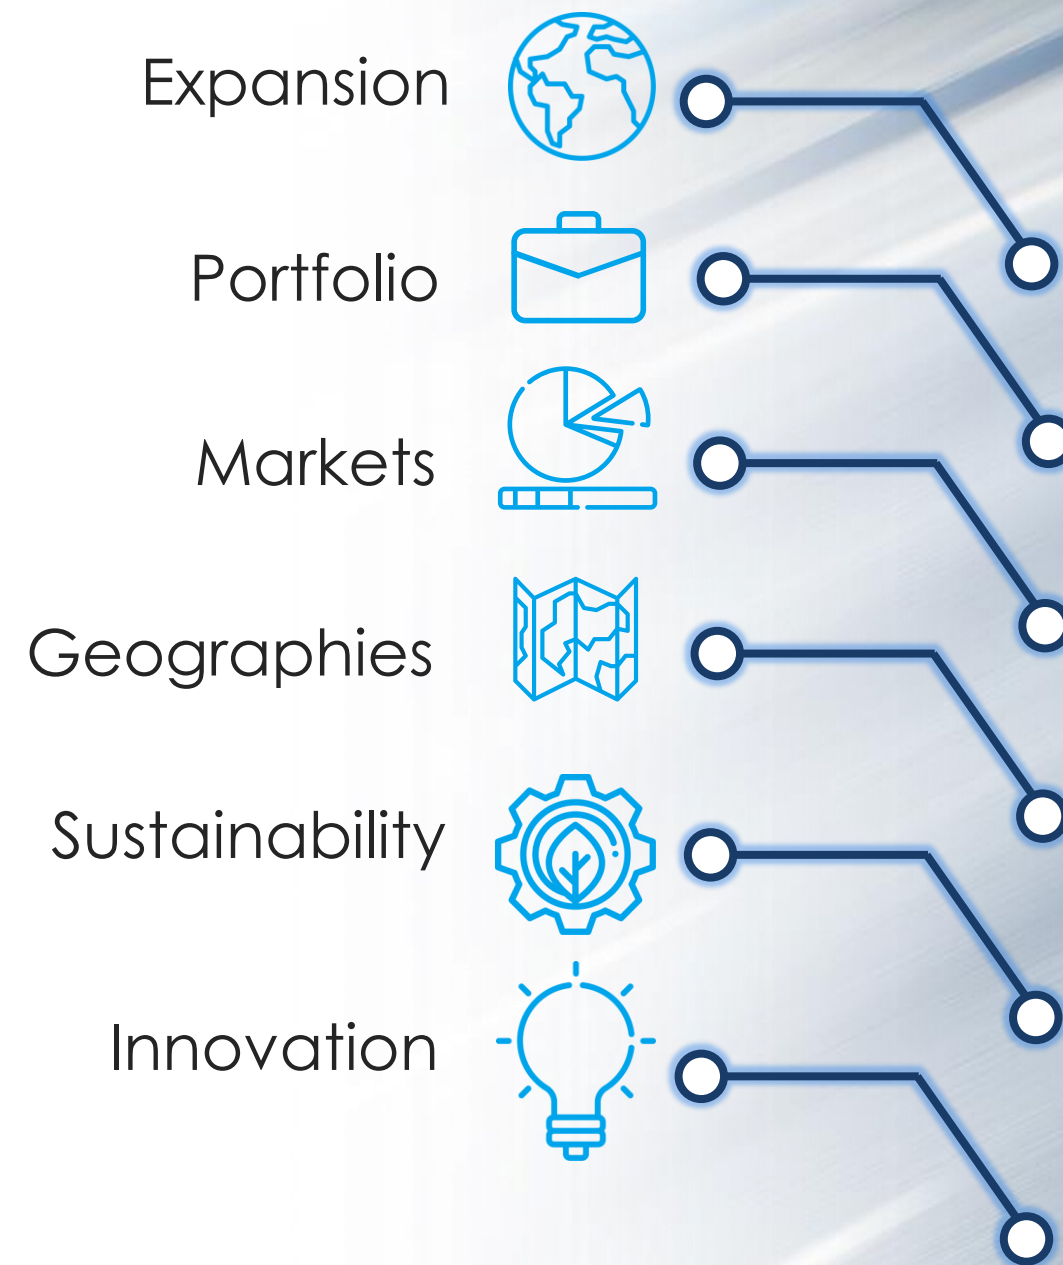 Expansion
Portfolio
Markets
Geographies
Sustainability
Innovation